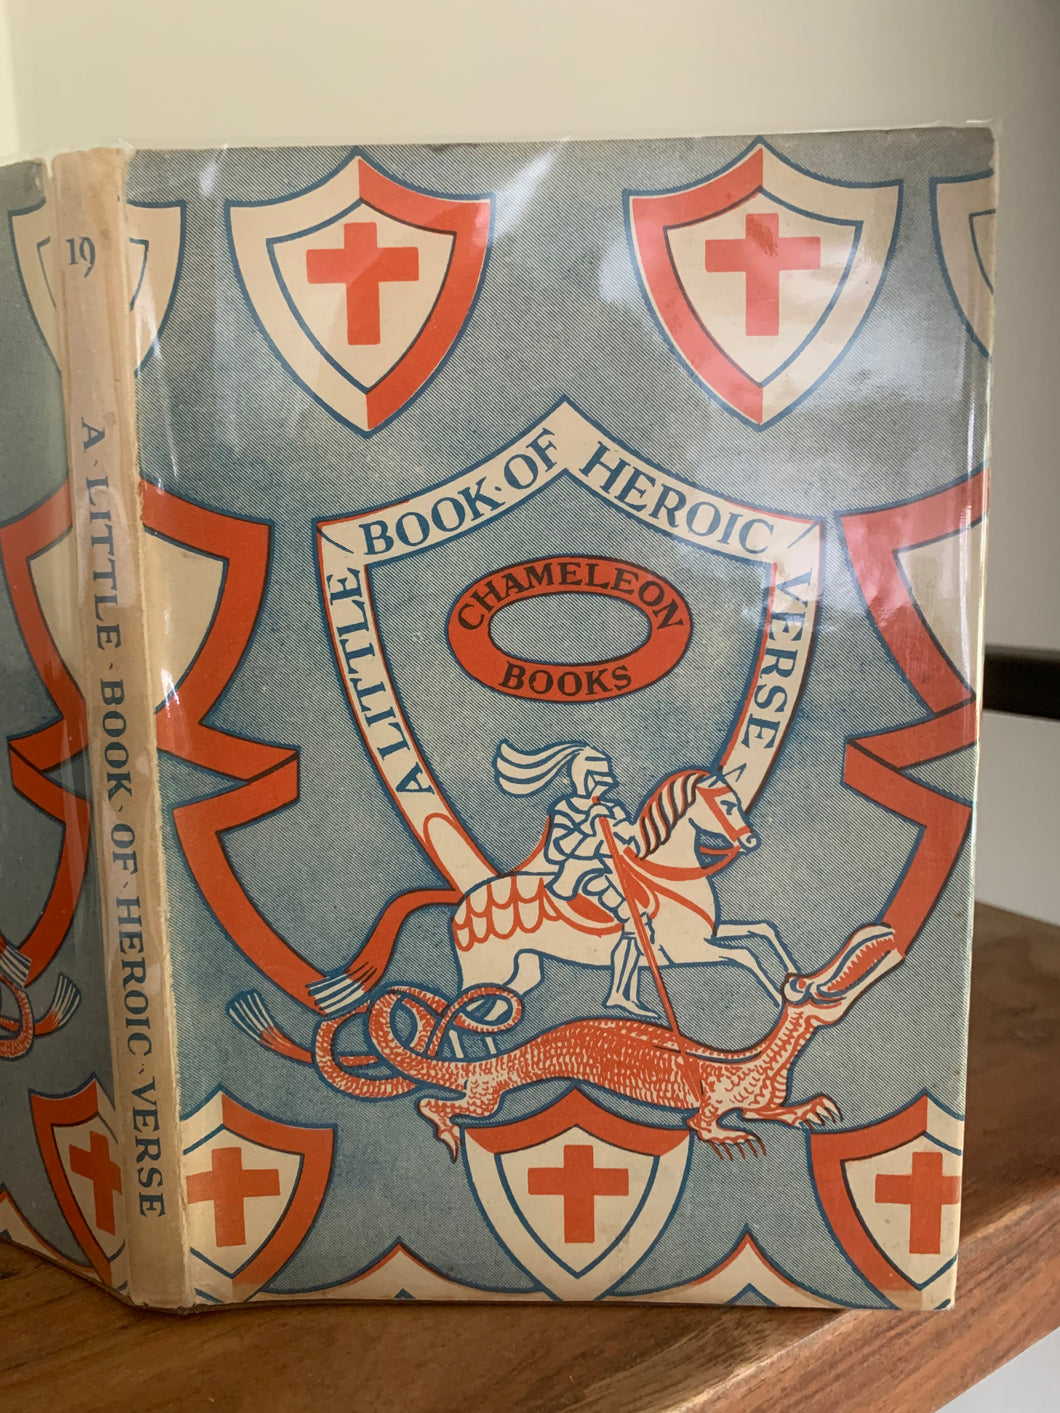 19
A·LITTLE·BOOK·OF·HEROIC·VERSE
A LITTLE BOOK·OF HEROIC VERSE
CHAMELEON
BOOKS